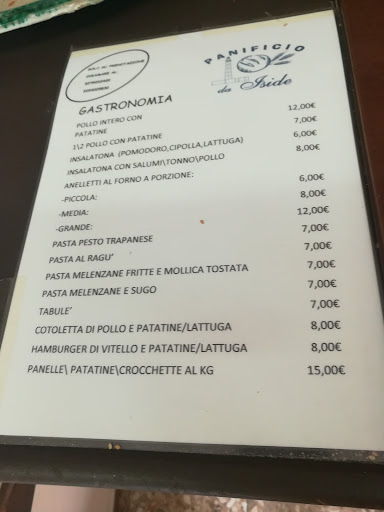 SOLO SU PRENOTAZIONE
PANIFICIO
da Iside
GASTRONOMIA
POLLO INTERO CON 12,00€
PATATINE
1\2 POLLO CON PATATINE 7,00€
INSALATONA (POMODORO,CIPOLLA,LATTUGA) 6,00€
INSALATONA CON SALUMI\TONNO\POLLO 8,00€
ANELLETTI AL FORNO A PORZIONE:
-PICCOLA: 6,00€
-MEDIA: 8,00€
-GRANDE: 12,00€
PASTA PESTO TRAPANESE 7,00€
PASTA AL RAGU' 7,00€
PASTA MELENZANE FRITTE E MOLLICA TOSTATA 7,00€
PASTA MELENZANE E SUGO 7,00€
TABULE' 7,00€
COTOLETTA DI POLLO E PATATINE/LATTUGA 8,00€
HAMBURGER DI VITELLO E PATATINE/LATTUGA 8,00€
PANELLE\ PATATINE\CROCCHETTE AL KG 15,00€